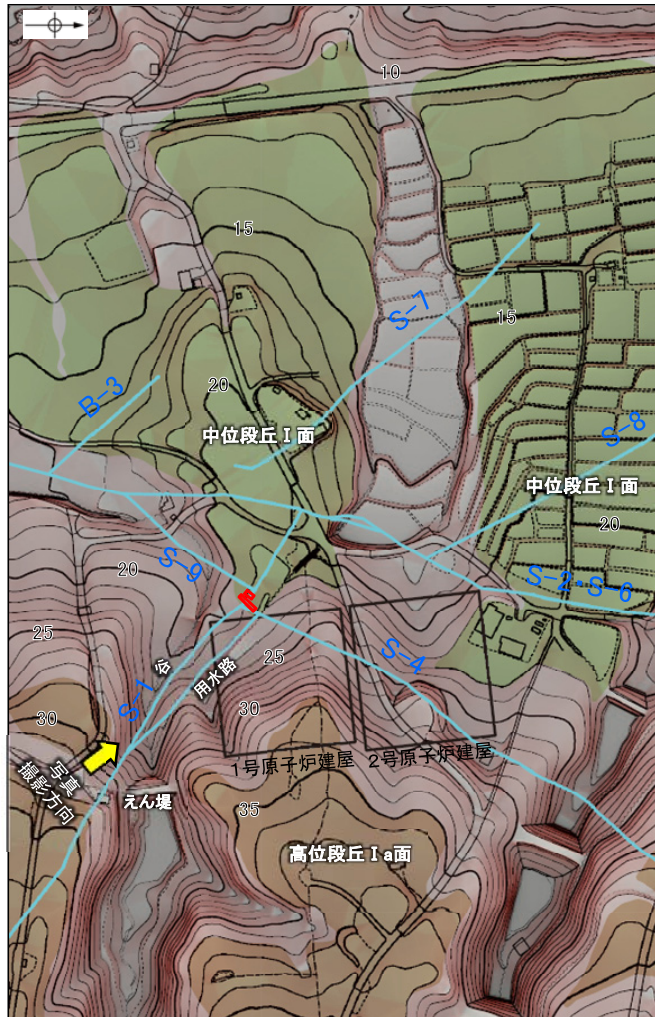 10
15
S-7
15
B-3
20
中位段丘Ⅰ面
S-8
中位段丘Ⅰ面
20
S-9
20
S-2・S-6
25
谷
S-1
用水路
25
S-4
30
30
写真
撮影方向
1号原子炉建屋
2号原子炉建屋
えん堤
35
高位段丘Ⅰa面